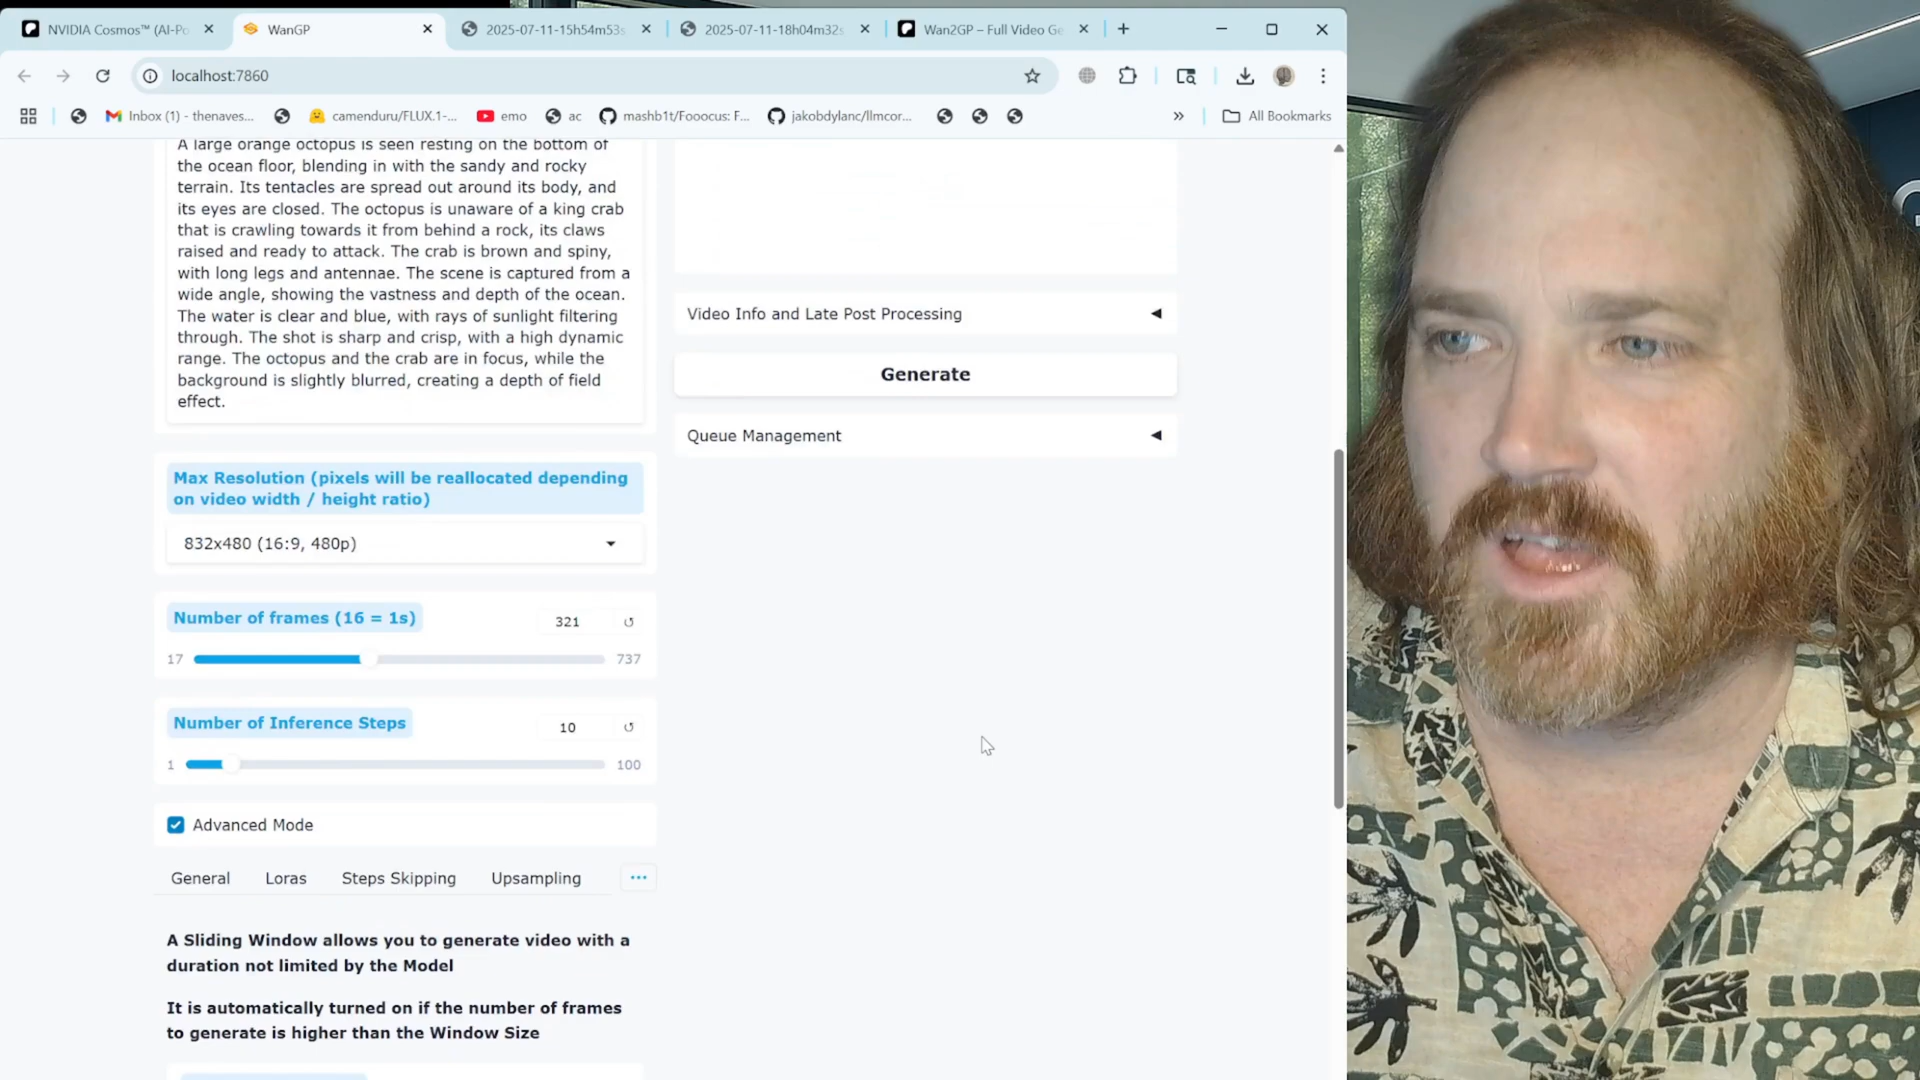 NVIDIA Cosmos™ (AI-Po
WanGP
2025-07-11-15h54m53s
2025-07-11-18h04m32s
Wan2GP – Full Video Ge
localhost:7860
Inbox (1) - thenaves...
camenduru/FLUX.1-...
emo
ac
mashb1t/Fooocus: F...
jakobdylanc/llmcor...
»
All Bookmarks
A large orange octopus is seen resting on the bottom of
the ocean floor, blending in with the sandy and rocky
terrain. Its tentacles are spread out around its body, and
its eyes are closed. The octopus is unaware of a king crab
that is crawling towards it from behind a rock, its claws
raised and ready to attack. The crab is brown and spiny,
with long legs and antennae. The scene is captured from a
wide angle, showing the vastness and depth of the ocean.
The water is clear and blue, with rays of sunlight filtering
through. The shot is sharp and crisp, with a high dynamic
range. The octopus and the crab are in focus, while the
background is slightly blurred, creating a depth of field
effect.
Max Resolution (pixels will be reallocated depending
on video width / height ratio)
832x480 (16:9, 480p)
Number of frames (16 = 1s)
321
17
737
Number of Inference Steps
10
1
100
Advanced Mode
General
Loras
Steps Skipping
Upsampling
...
A Sliding Window allows you to generate video with a
duration not limited by the Model
It is automatically turned on if the number of frames
to generate is higher than the Window Size
Video Info and Late Post Processing
Generate
Queue Management